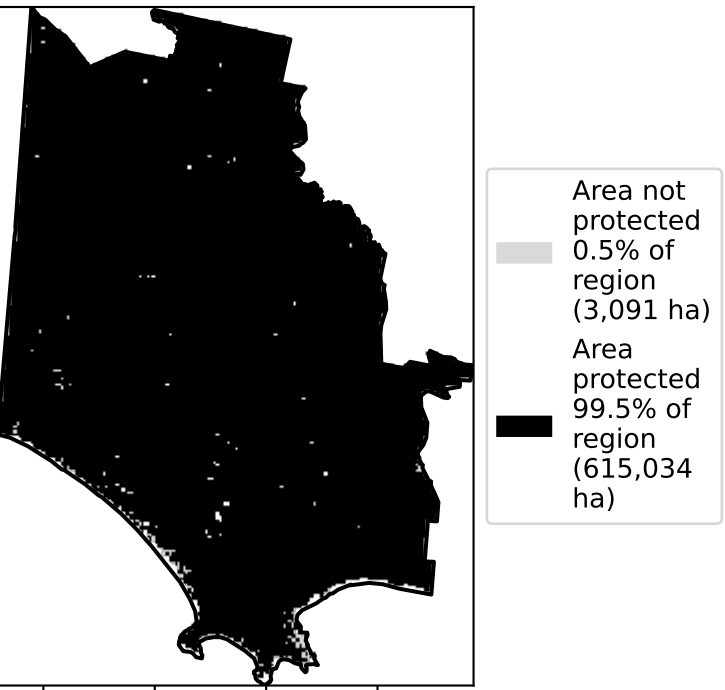 Area not
protected
0.5% of
region
(3,091 ha)
Area
protected
99.5% of
region
(615,034
ha)